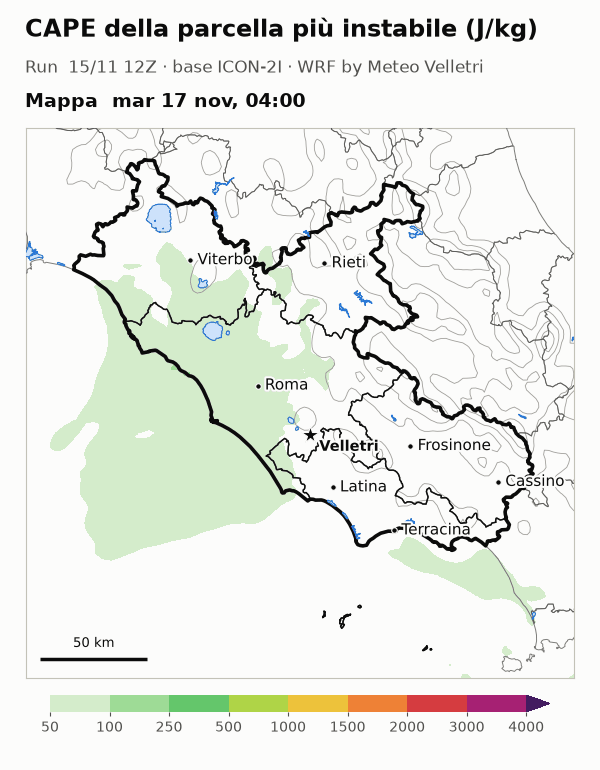 CAPE della parcella più instabile (J/kg)
Run 15/11 12Z · base ICON-2I · WRF by Meteo Velletri
Mappa mar 17 nov, 04:00
Viterbo
Rieti
Roma
Velletri
Frosinone
Cassino
Latina
Terracina
50 km
50 100 250 500 1000 1500 2000 3000 4000